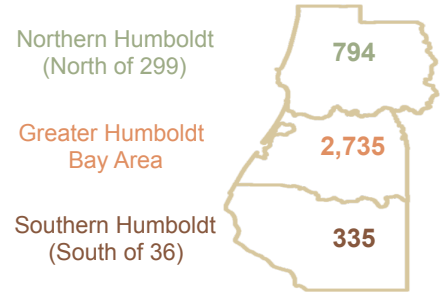 Northern Humboldt
(North of 299)
794
Greater Humboldt
Bay Area
2,735
Southern Humboldt
(South of 36)
335